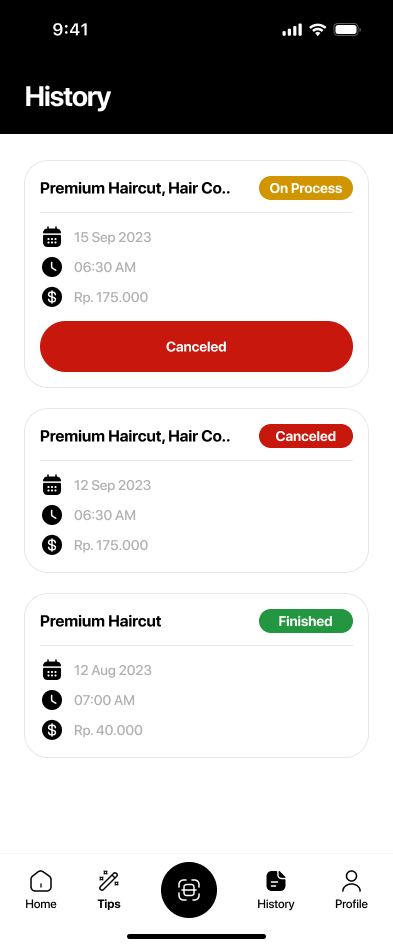 9:41
History
Premium Haircut, Hair Co.. On Process
15 Sep 2023
06:30 AM
Rp. 175.000
Canceled
Premium Haircut, Hair Co.. Canceled
12 Sep 2023
06:30 AM
Rp. 175.000
Premium Haircut Finished
12 Aug 2023
07:00 AM
Rp. 40.000
Home Tips History Profile